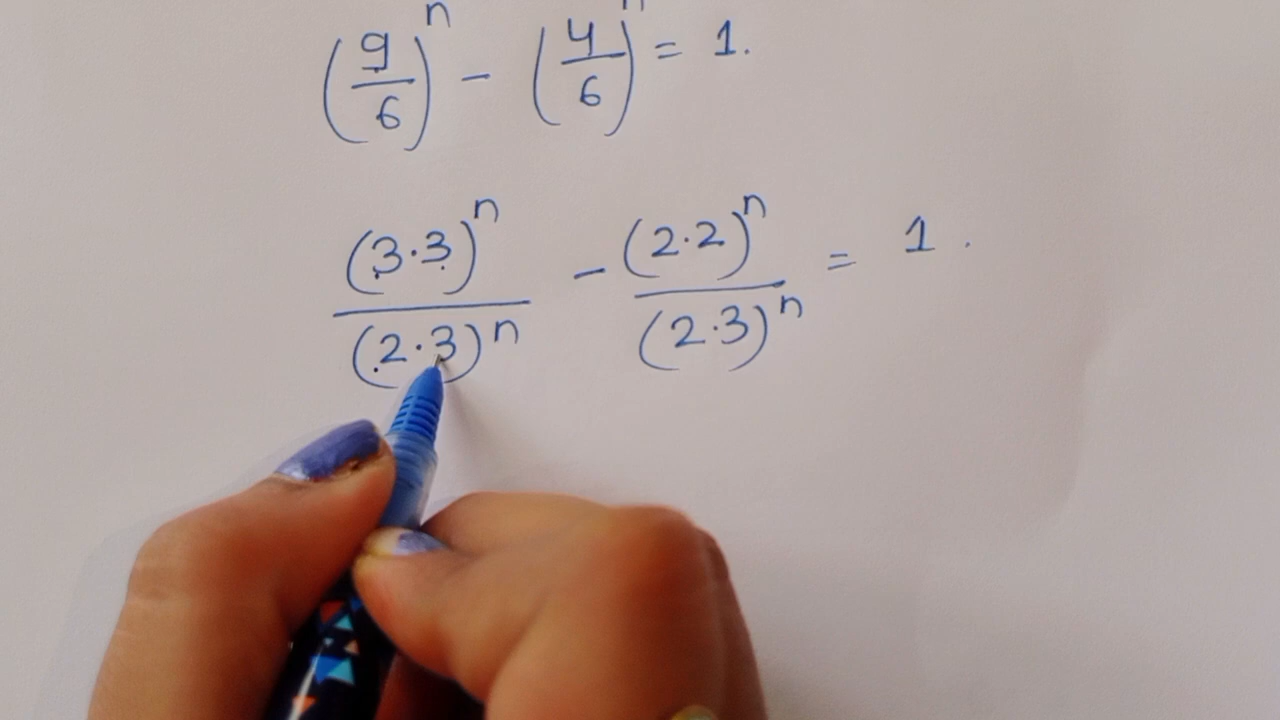 (9/6)^n - (4/6)^n = 1.
(3·3)^n/(2·3)^n - (2·2)^n/(2·3)^n = 1.